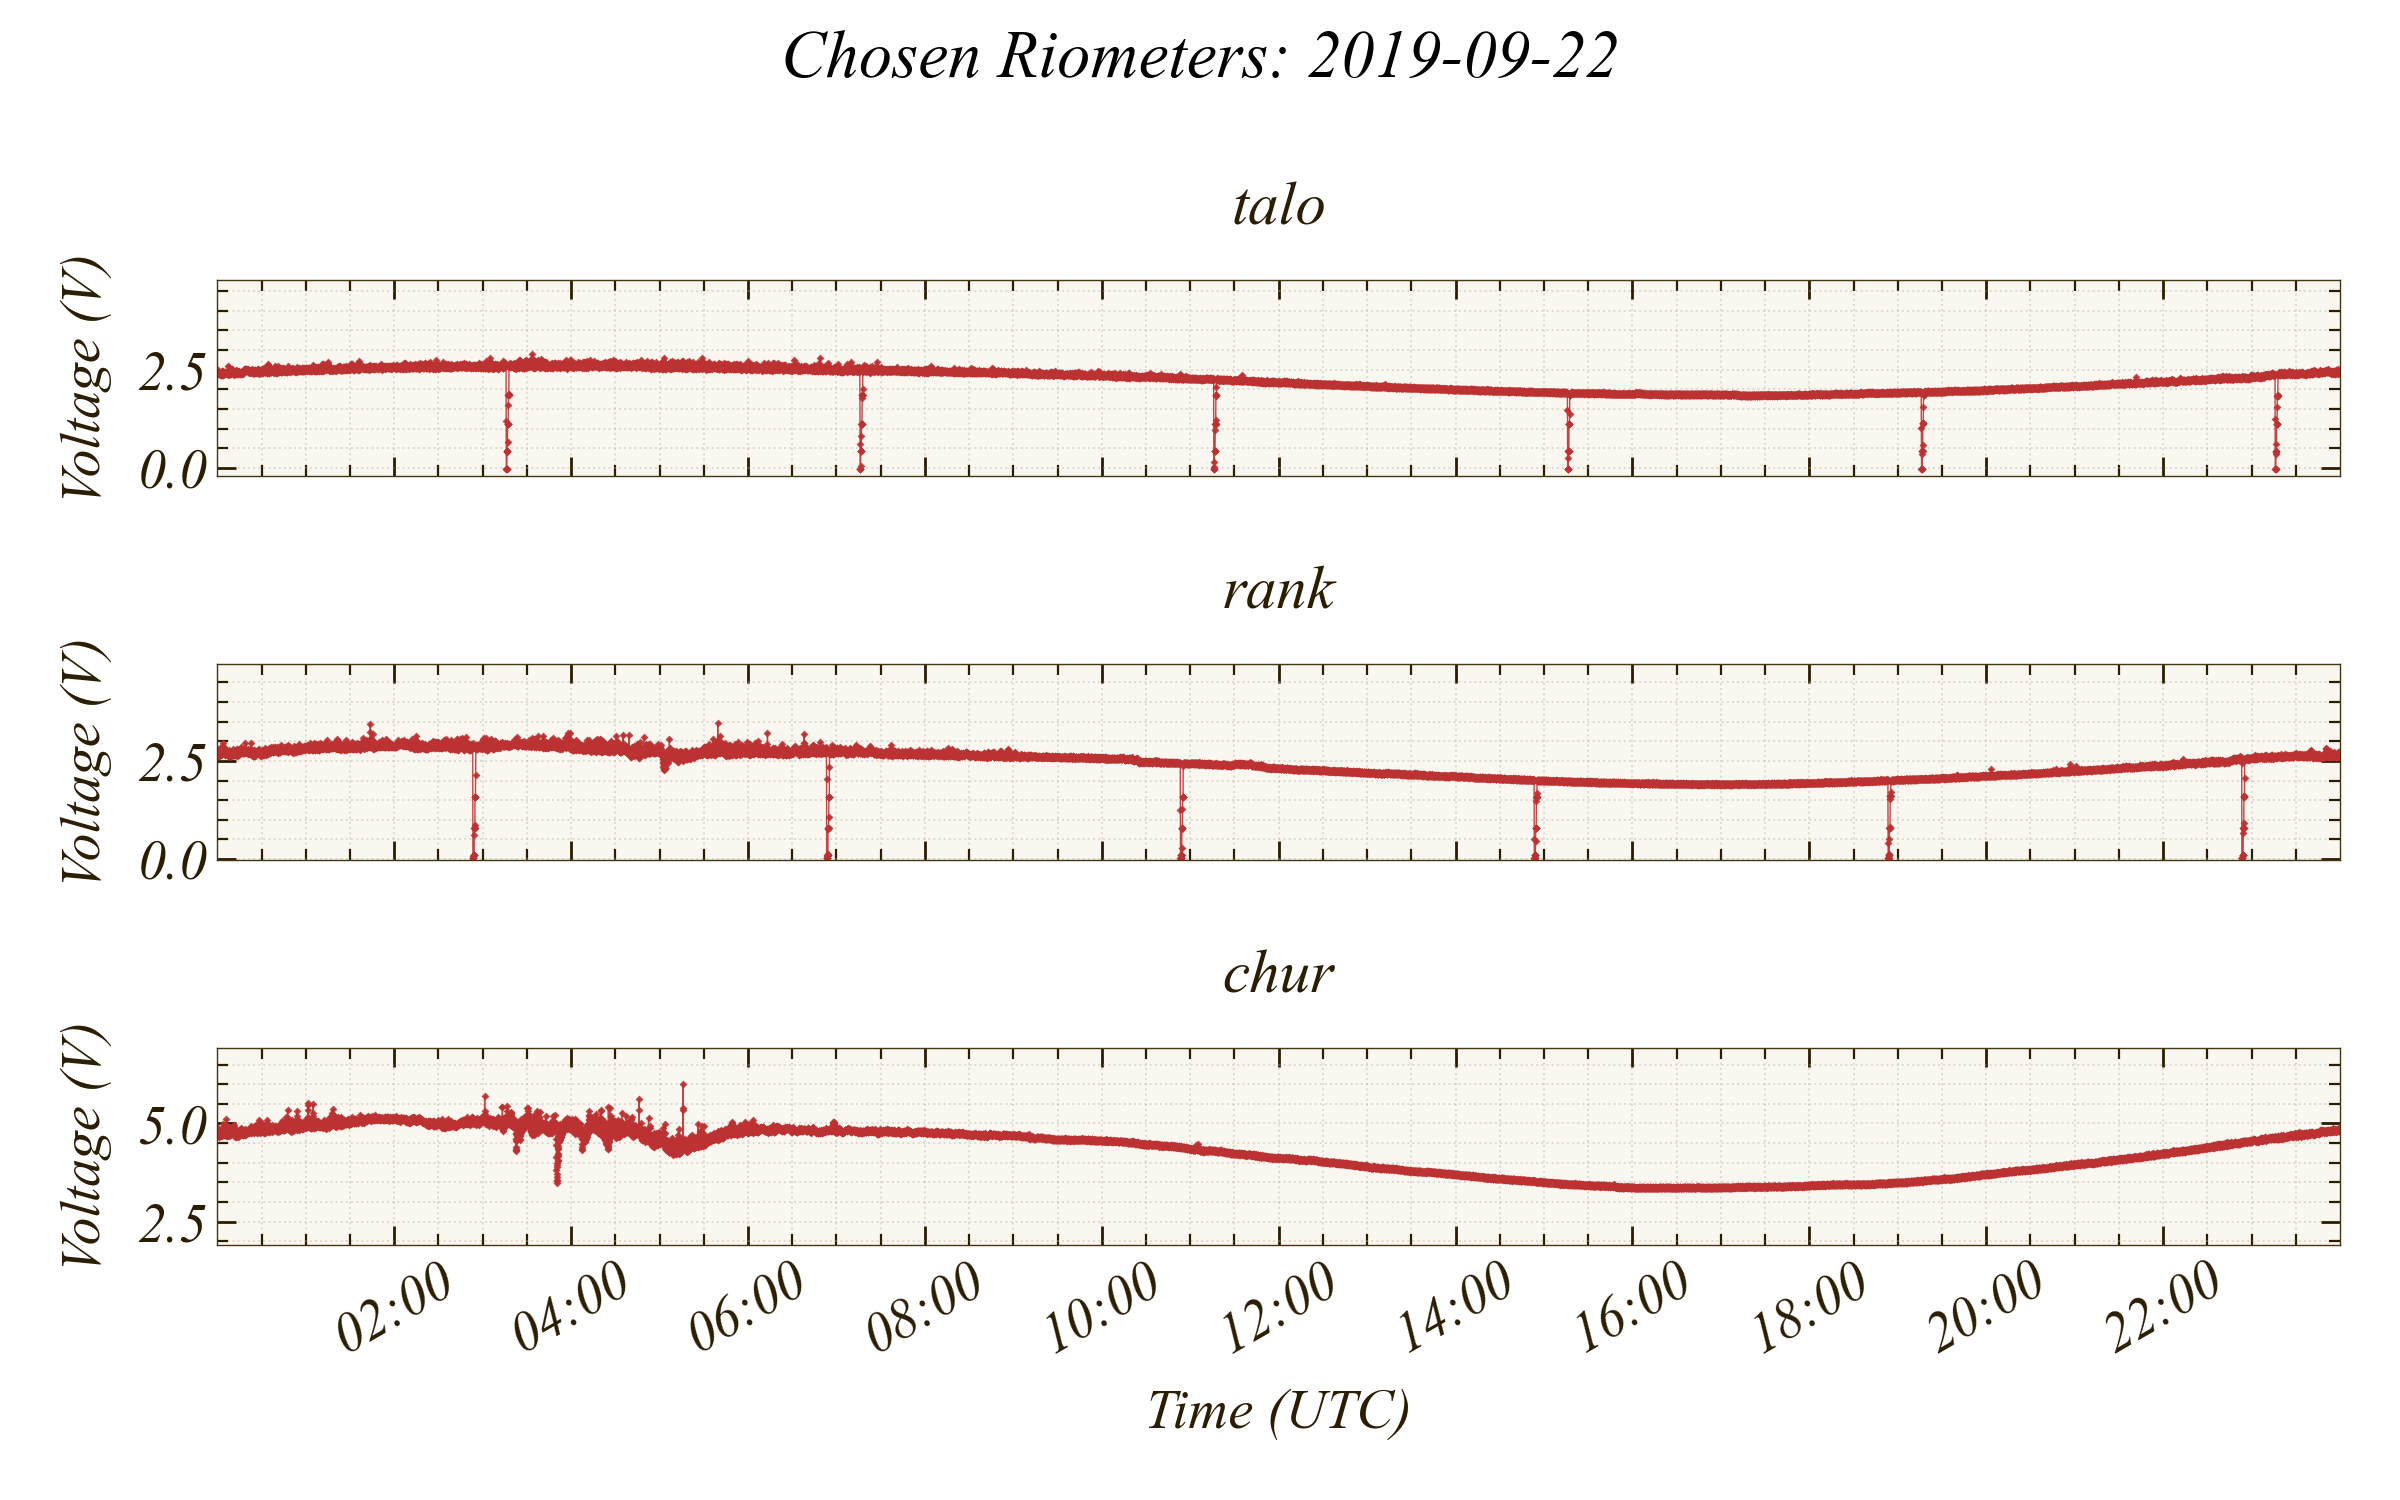 Chosen Riometers: 2019-09-22
talo
Voltage (V)
2.5
0.0
rank
Voltage (V)
2.5
0.0
chur
Voltage (V)
5.0
2.5
02:00 04:00 06:00 08:00 10:00 12:00 14:00 16:00 18:00 20:00 22:00
Time (UTC)